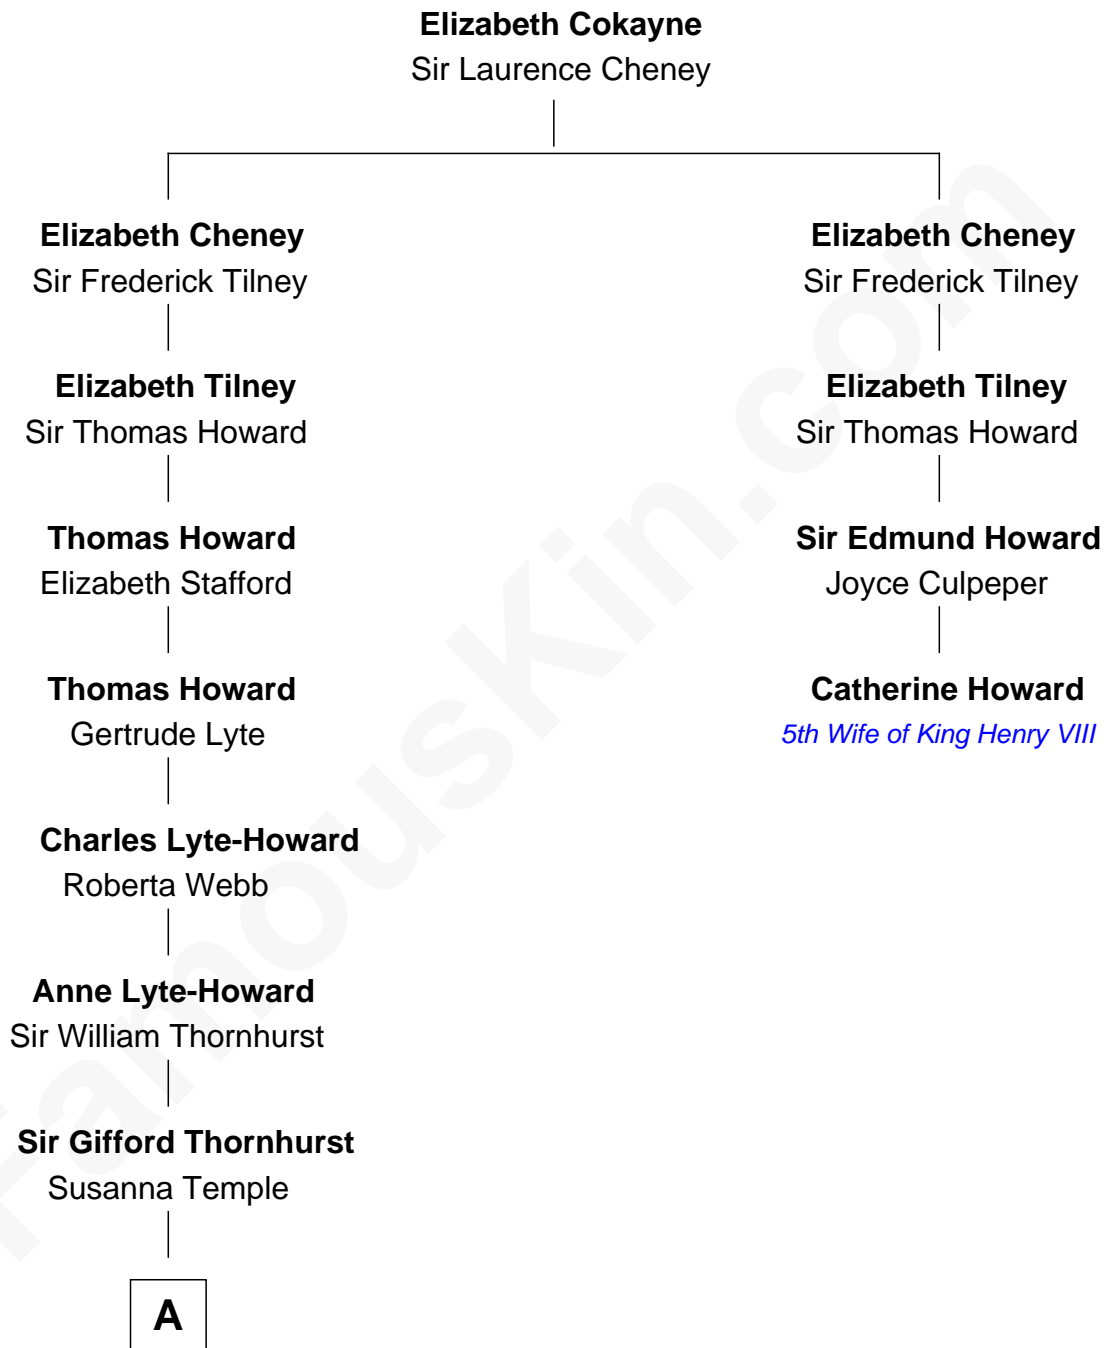 Elizabeth Cokayne
Sir Laurence Cheney
Elizabeth Cheney
Sir Frederick Tilney
Elizabeth Cheney
Sir Frederick Tilney
Elizabeth Tilney
Sir Thomas Howard
Elizabeth Tilney
Sir Thomas Howard
Thomas Howard
Elizabeth Stafford
Sir Edmund Howard
Joyce Culpeper
Thomas Howard
Gertrude Lyte
Catherine Howard
5th Wife of King Henry VIII
Charles Lyte-Howard
Roberta Webb
Anne Lyte-Howard
Sir William Thornhurst
Sir Gifford Thornhurst
Susanna Temple
A
FamousKin.com